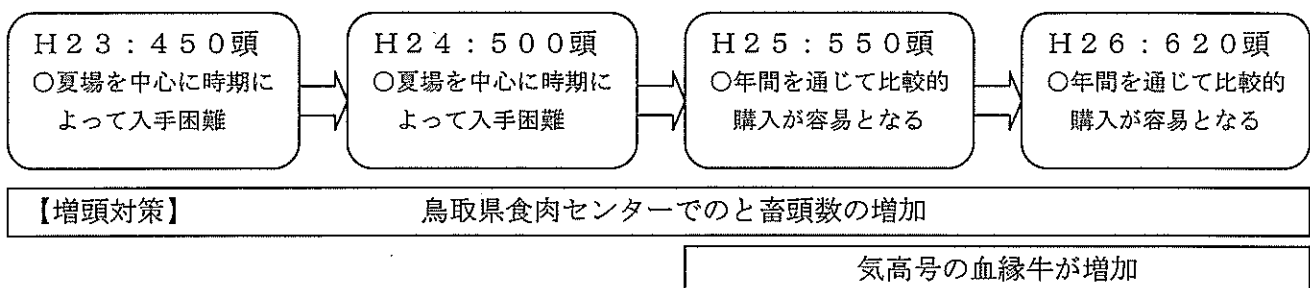 H23:450頭
○夏場を中心に時期に
よって入手困難
H24:500頭
○夏場を中心に時期に
よって入手困難
H25:550頭
○年間を通じて比較的
購入が容易となる
H26:620頭
○年間を通じて比較的
購入が容易となる
【増頭対策】 鳥取県食肉センターでのと畜頭数の増加
気高号の血縁牛が増加